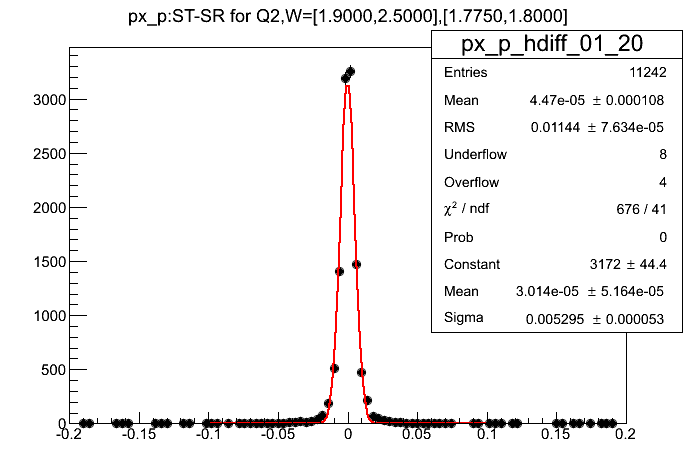 px_p:ST-SR for Q2,W=[1.9000,2.5000],[1.7750,1.8000]
px_p_hdiff_01_20
Entries 11242
Mean 4.47e-05 ± 0.000108
RMS 0.01144 ± 7.634e-05
Underflow 8
Overflow 4
χ² / ndf 676 / 41
Prob 0
Constant 3172 ± 44.4
Mean 3.014e-05 ± 5.164e-05
Sigma 0.005295 ± 0.000053
3000
2500
2000
1500
1000
500
0
-0.2 -0.15 -0.1 -0.05 0 0.05 0.1 0.15 0.2